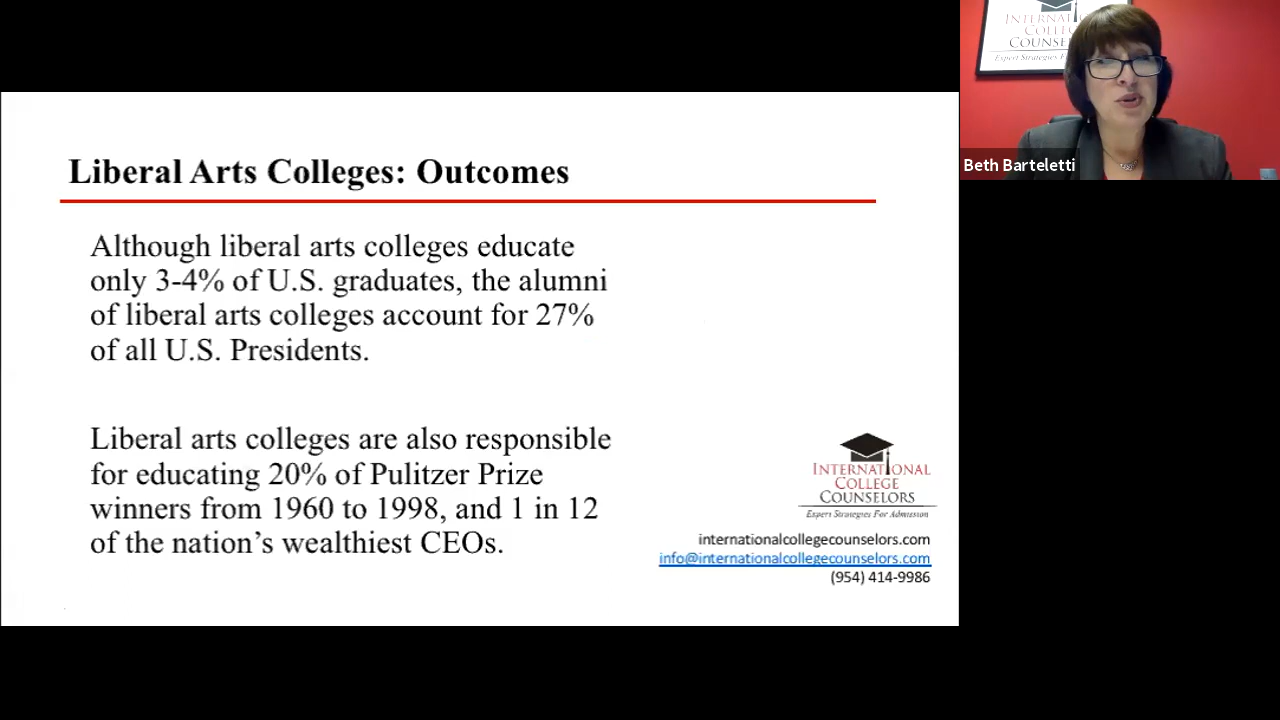 Liberal Arts Colleges: Outcomes
Although liberal arts colleges educate
only 3-4% of U.S. graduates, the alumni
of liberal arts colleges account for 27%
of all U.S. Presidents.
Liberal arts colleges are also responsible
for educating 20% of Pulitzer Prize
winners from 1960 to 1998, and 1 in 12
of the nation’s wealthiest CEOs.
INTERNATIONAL
COLLEGE
COUNSELORS
Expert Strategies For Admission
internationalcollegecounselors.com
info@internationalcollegecounselors.com
(954) 414-9986
Beth Barteletti